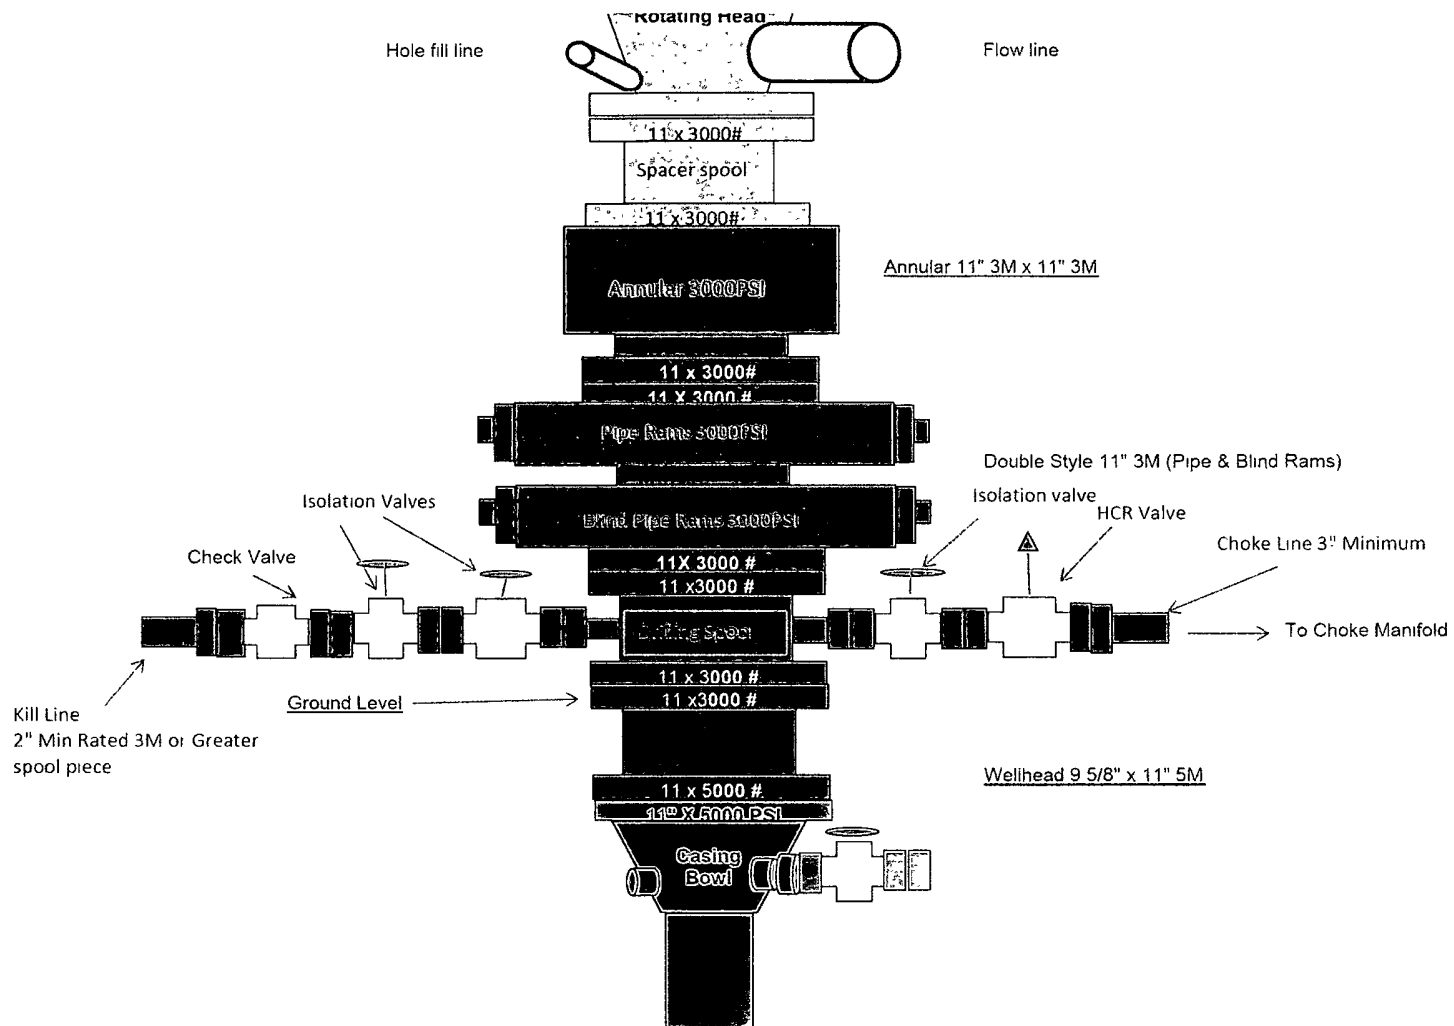 Rotating Head
Hole fill line
Flow line
11 x 3000#
Spacer spool
11 x 3000#
Annular 11" 3M x 11" 3M
Annular 3000PSI
11 x 3000#
11 X 3000 #
Pipe Rams 3000PSI
Double Style 11" 3M (Pipe & Blind Rams)
Isolation Valves
Isolation valve
HCR Valve
Blind Pipe Rams 3000PSI
Check Valve
Choke Line 3" Minimum
11X 3000 #
11 x3000 #
Drilling Spool
To Choke Manifold
11 x 3000 #
11 x3000 #
Ground Level
Kill Line
2" Min Rated 3M or Greater
spool piece
Wellhead 9 5/8" x 11" 5M
11 x 5000 #
11" X 5000 PSI
Casing
Bowl